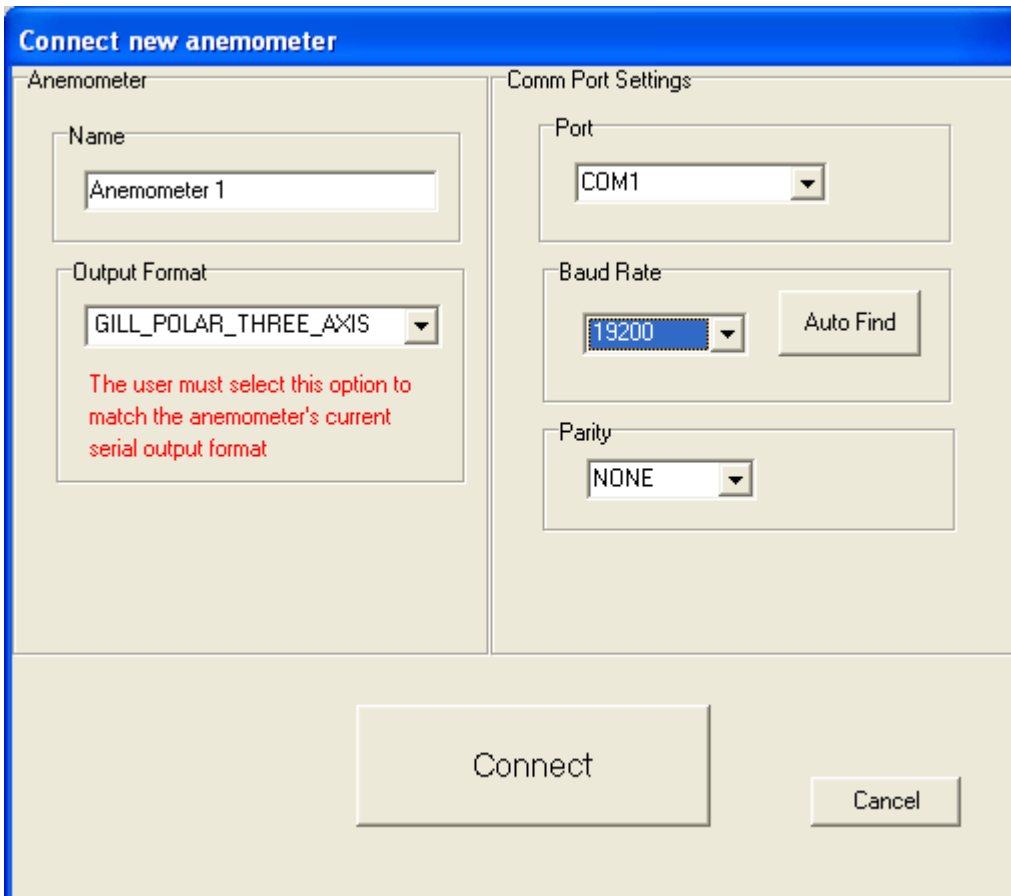 Connect new anemometer
Anemometer
Name
Anemometer 1
Output Format
GILL_POLAR_THREE_AXIS
The user must select this option to
match the anemometer's current
serial output format
Comm Port Settings
Port
COM1
Baud Rate
19200
Auto Find
Parity
NONE
Connect
Cancel